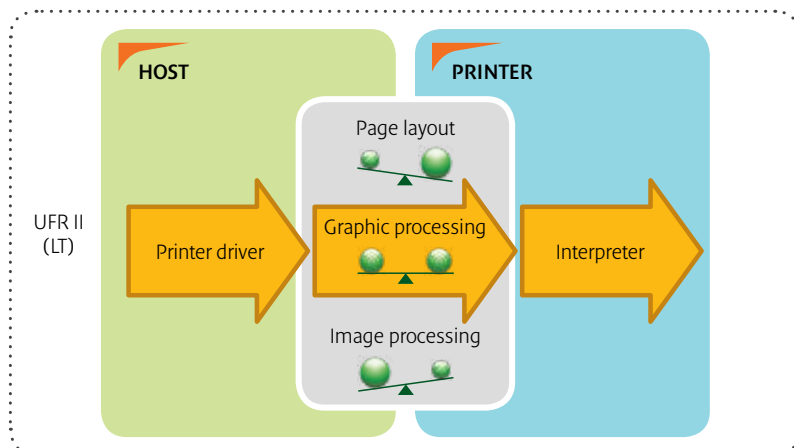 HOST
PRINTER
Page layout
UFR II
(LT)
Printer driver
Graphic processing
Interpreter
Image processing